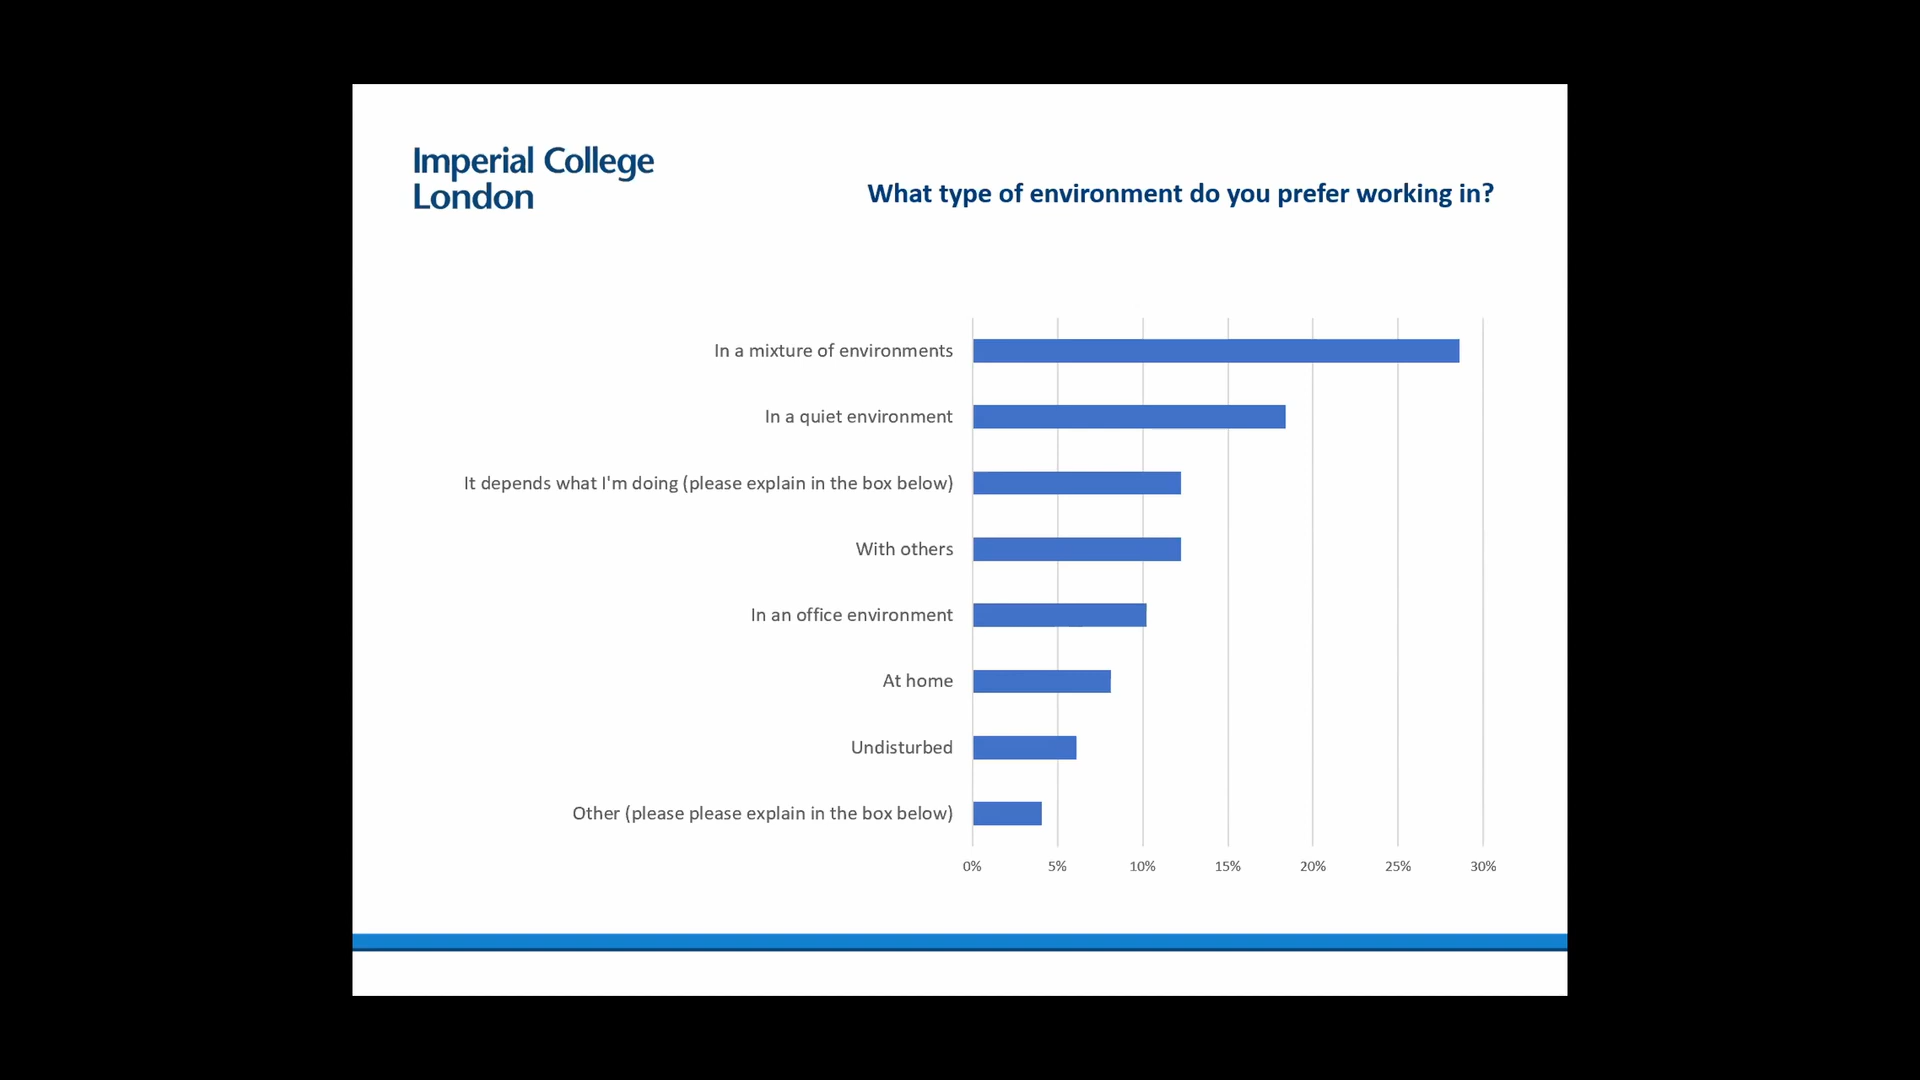 Imperial College
London
What type of environment do you prefer working in?
In a mixture of environments
In a quiet environment
It depends what I'm doing (please explain in the box below)
With others
In an office environment
At home
Undisturbed
Other (please please explain in the box below)
0% 5% 10% 15% 20% 25% 30%